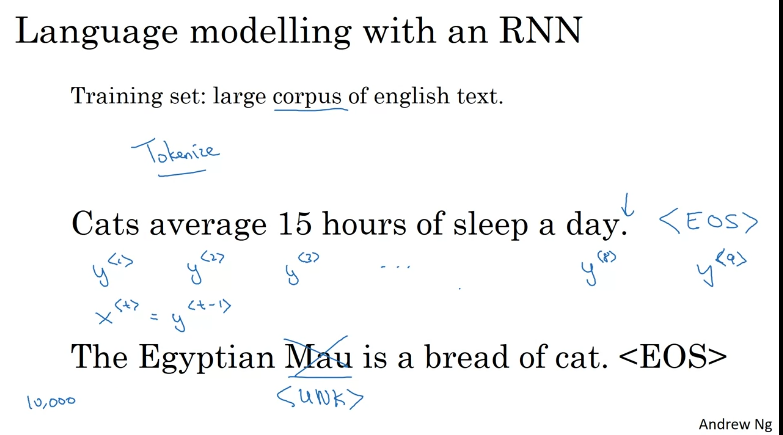 Language modelling with an RNN
Training set: large corpus of english text.
Tokenize
Cats average 15 hours of sleep a day. <EOS>
y<1> y<2> y<3> ... y<8> y<9>
x<t> = y<t-1>
The Egyptian Mau is a bread of cat. <EOS>
10,000 <UNK>
Andrew Ng